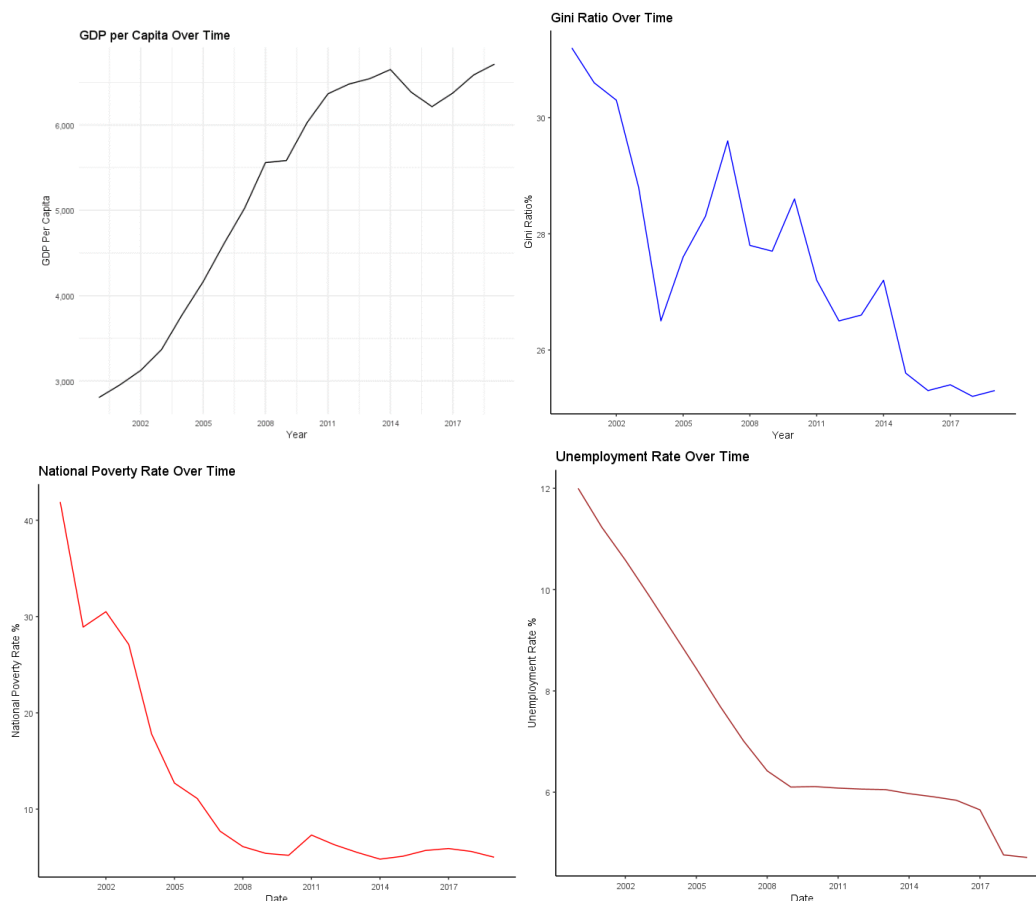 GDP per Capita Over Time
6,000
5,000
4,000
3,000
GDP Per Capita
2002 2005 2008 2011 2014 2017
Year
Gini Ratio Over Time
30
28
26
Gini Ratio%
2002 2005 2008 2011 2014 2017
Year
National Poverty Rate Over Time
40
30
20
10
National Poverty Rate %
2002 2005 2008 2011 2014 2017
Date
Unemployment Rate Over Time
12
10
8
6
Unemployment Rate %
2002 2005 2008 2011 2014 2017
Date